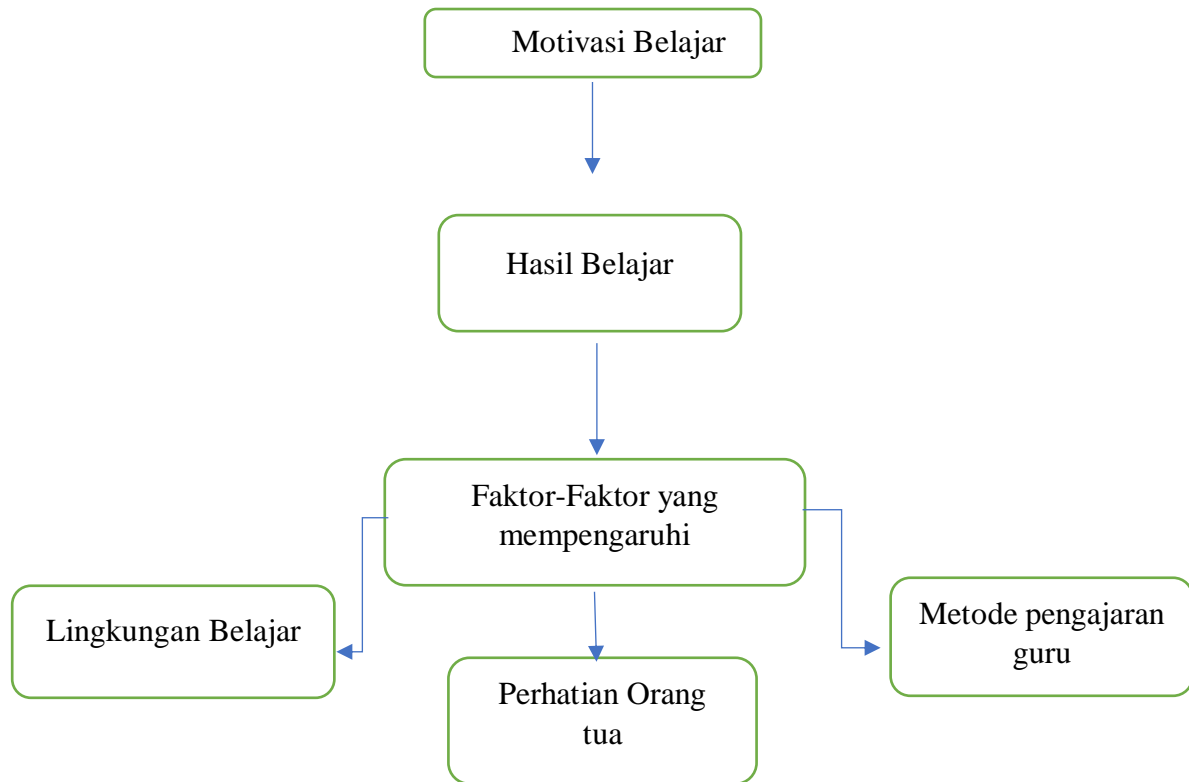 Motivasi Belajar
Hasil Belajar
Faktor-Faktor yang
mempengaruhi
Lingkungan Belajar
Metode pengajaran
guru
Perhatian Orang
tua